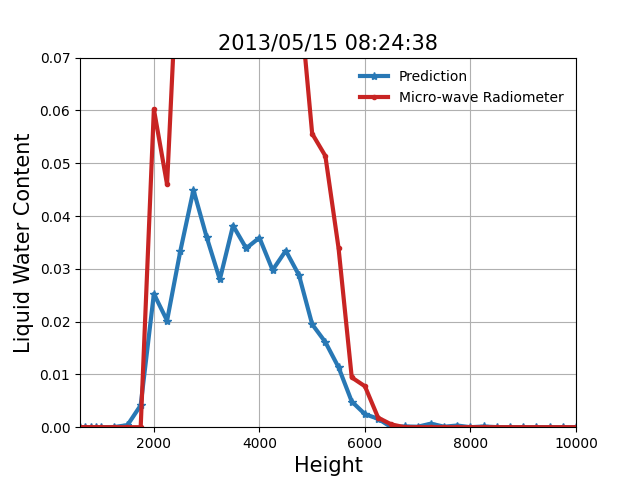 2013/05/15 08:24:38
0.07
0.06
0.05
0.04
0.03
0.02
0.01
0.00
Liquid Water Content
Prediction
Micro-wave Radiometer
2000 4000 6000 8000 10000
Height